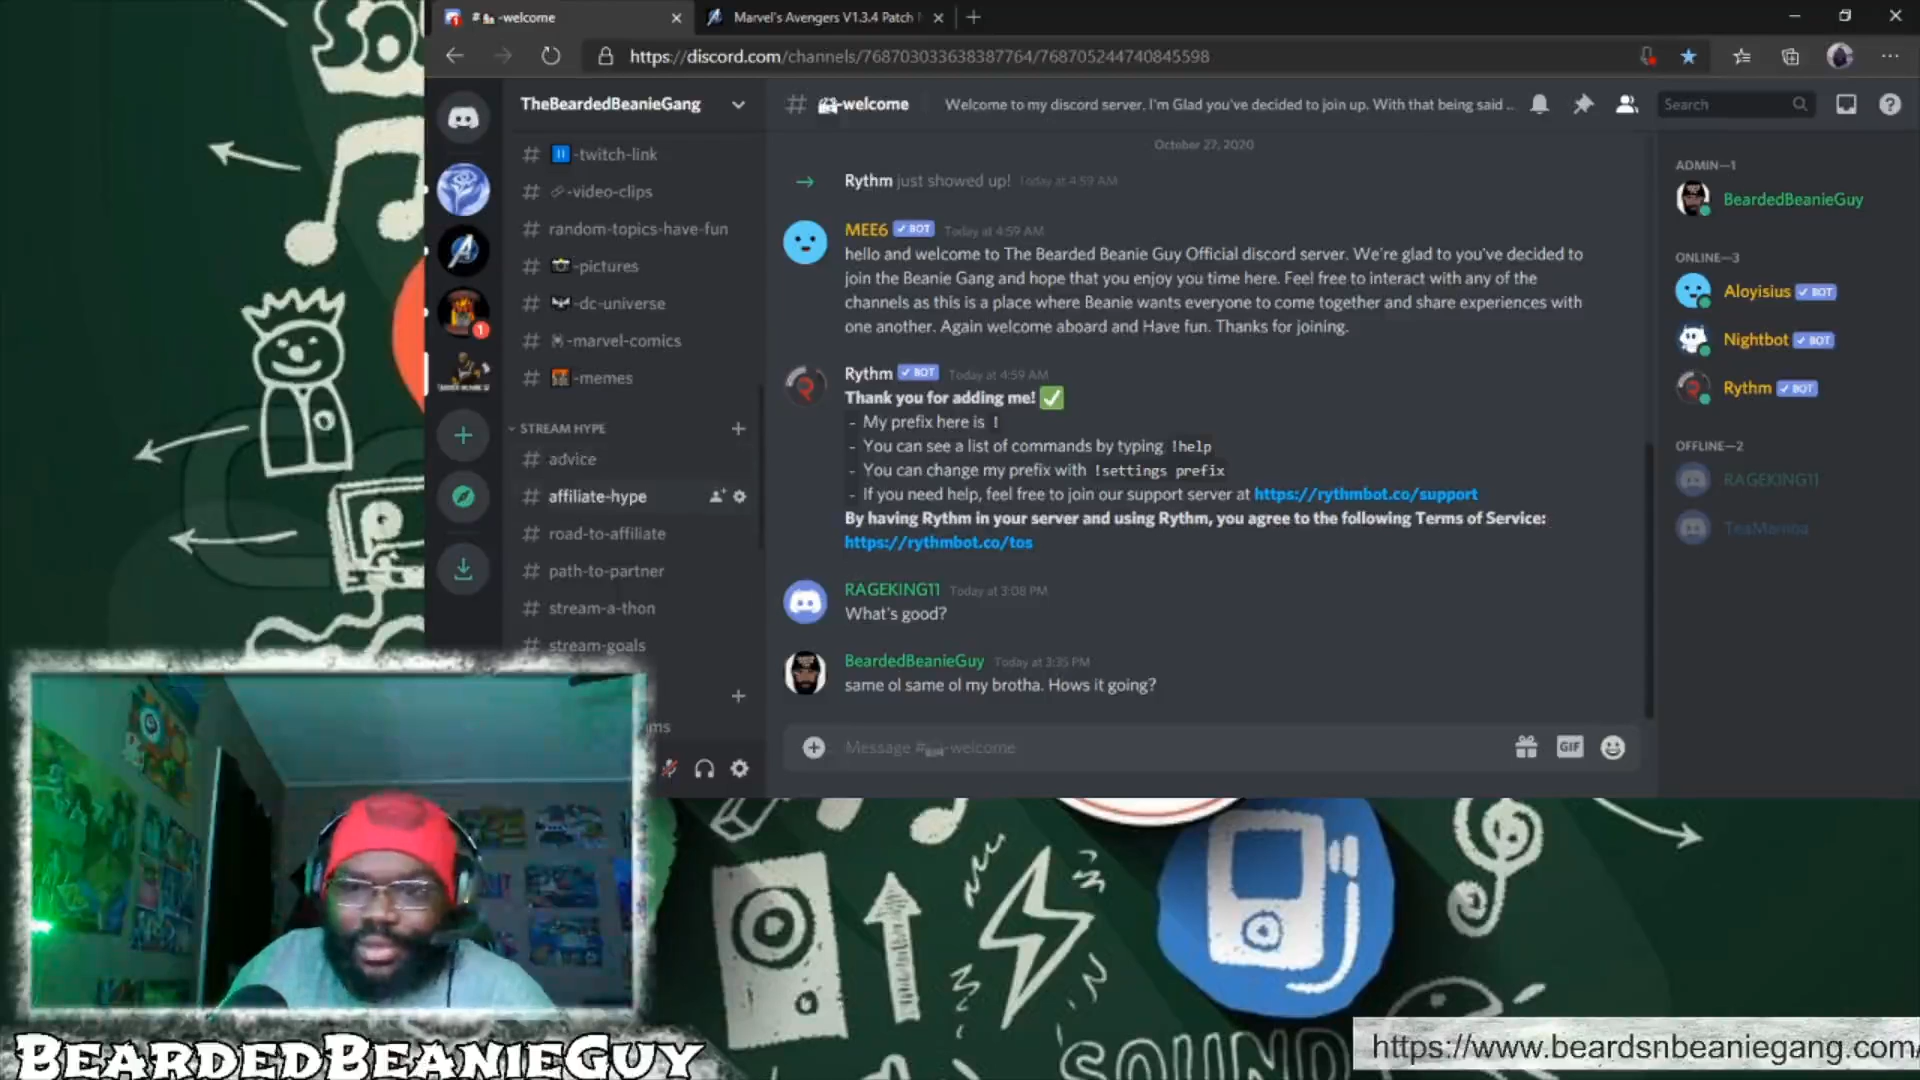 -welcome
Marvel's Avengers V1.3.4 Patch
https://discord.com/channels/768703033638387764/768705244740845598
TheBeardedBeanieGang
# -welcome
Welcome to my discord server. I'm Glad you've decided to join up. With that being said ...
Search
# -twitch-link
# -video-clips
# random-topics-have-fun
# -pictures
# -dc-universe
# -marvel-comics
# -memes
STREAM HYPE
# advice
# affiliate-hype
# road-to-affiliate
# path-to-partner
# stream-a-thon
# stream-goals
October 27, 2020
Rythm just showed up! Today at 4:59 AM
MEE6 BOT Today at 4:59 AM
hello and welcome to The Bearded Beanie Guy Official discord server. We're glad to you've decided to
join the Beanie Gang and hope that you enjoy you time here. Feel free to interact with any of the
channels as this is a place where Beanie wants everyone to come together and share experiences with
one another. Again welcome aboard and Have fun. Thanks for joining.
Rythm BOT Today at 4:59 AM
Thank you for adding me!
- My prefix here is !
- You can see a list of commands by typing !help
- You can change my prefix with !settings prefix
- If you need help, feel free to join our support server at https://rythmbot.co/support
By having Rythm in your server and using Rythm, you agree to the following Terms of Service:
https://rythmbot.co/tos
RAGEKING11 Today at 3:08 PM
What's good?
BeardedBeanieGuy Today at 3:35 PM
same ol same ol my brotha. Hows it going?
Message # -welcome
GIF
ADMIN—1
BeardedBeanieGuy
ONLINE—3
Aloyisius BOT
Nightbot BOT
Rythm BOT
OFFLINE—2
RAGEKING11
TeaMamoa
1
SOUND
BEARDEDBEANIEGUY
https://www.beardsnbeaniegang.com/